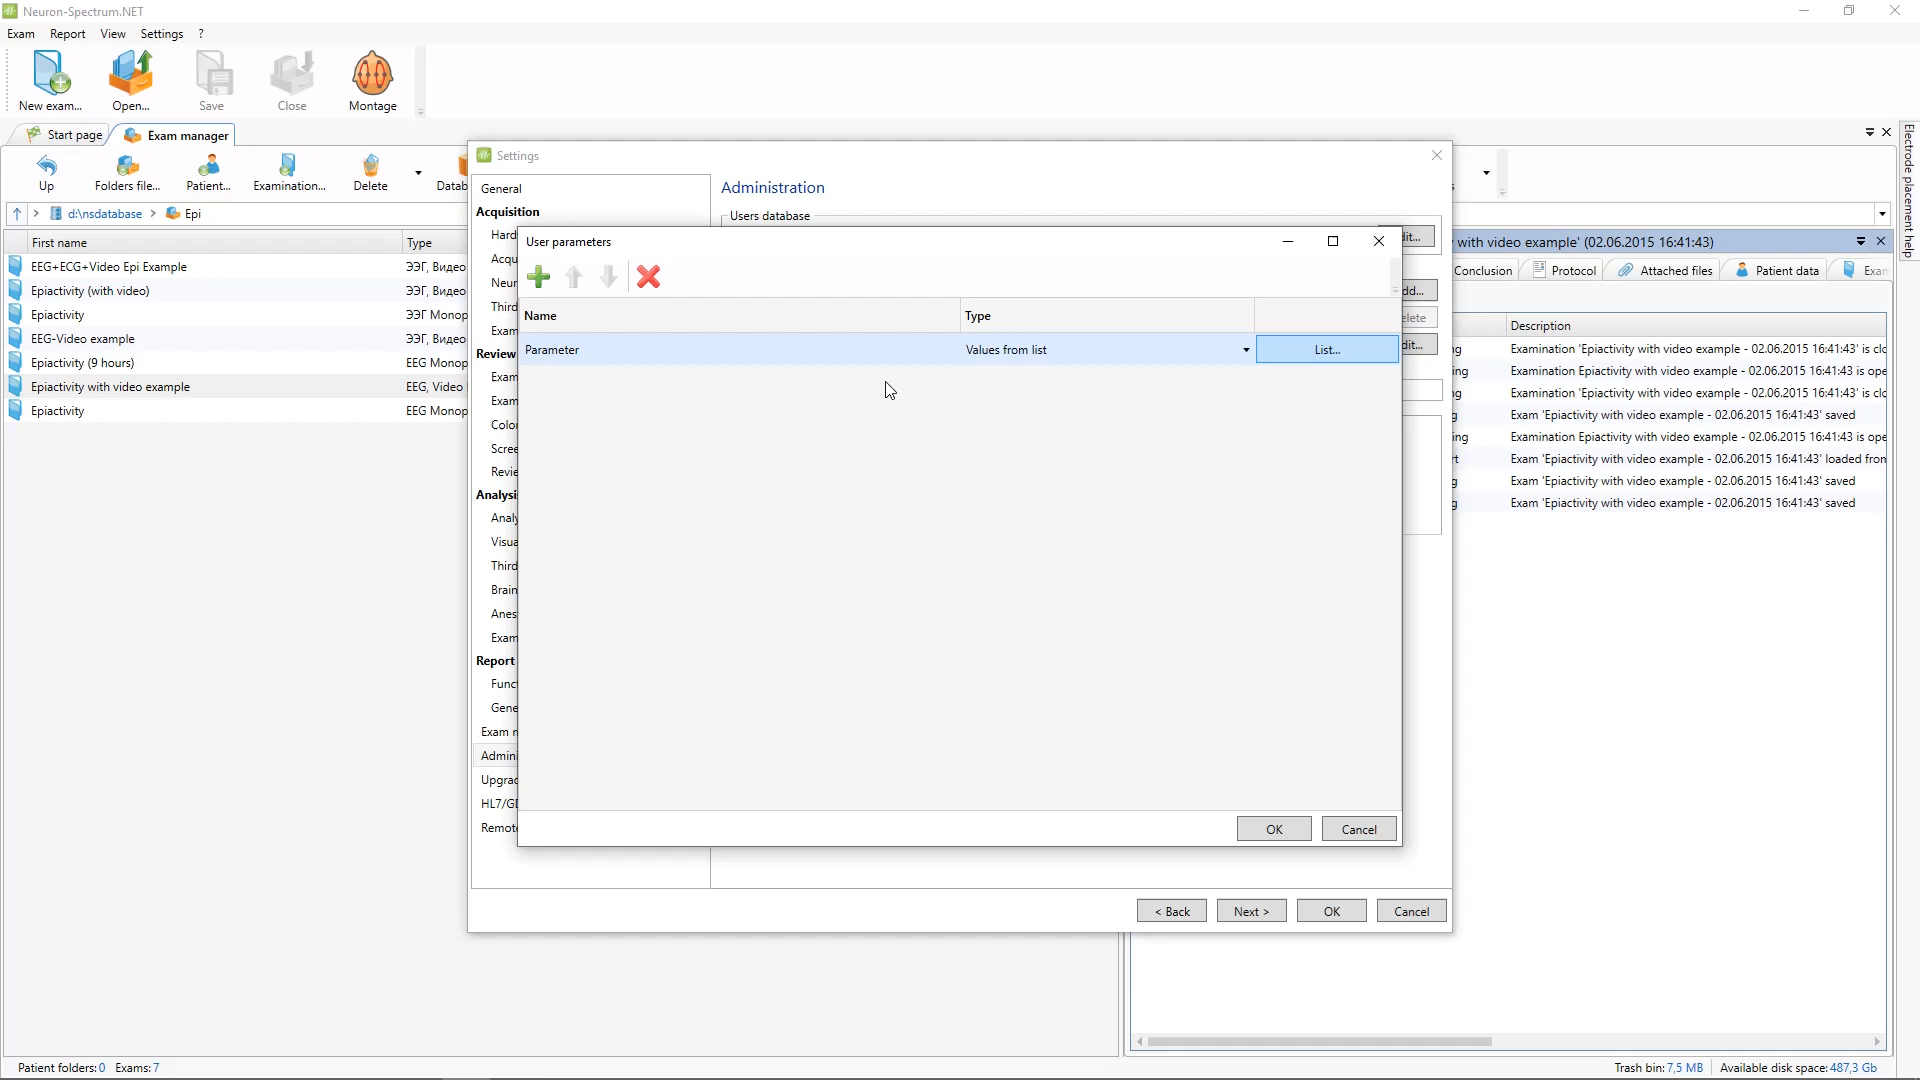 Neuron-Spectrum.NET
Exam Report View Settings ?
New exam... Open... Save Close Montage
Start page Exam manager
Up Folders file... Patient... Examination... Delete Datab
d:\nsdatabase > Epi
First name Type
EEG+ECG+Video Epi Example ЭЭГ, Видео
Epiactivity (with video) ЭЭГ, Видео
Epiactivity ЭЭГ Монор
EEG-Video example ЭЭГ, Видео
Epiactivity (9 hours) EEG Monop
Epiactivity with video example EEG, Video
Epiactivity EEG Monop
Patient folders: 0 Exams: 7
Settings
General
Acquisition
Hard
Acqu
Neur
Third
Exam
Review
Exam
Exam
Color
Scree
Revie
Analysi
Analy
Visua
Third
Brain
Anes
Exam
Report
Func
Gene
Exam m
Admini
Upgrad
HL7/GD
Remote
Administration
Users database
dit...
dd...
elete
dit...
User parameters
Name Type
Parameter Values from list List...
OK Cancel
< Back Next > OK Cancel
with video example' (02.06.2015 16:41:43)
Conclusion Protocol Attached files Patient data Exam
Description
ng Examination 'Epiactivity with video example - 02.06.2015 16:41:43' is clo
ing Examination Epiactivity with video example - 02.06.2015 16:41:43 is ope
ng Examination 'Epiactivity with video example - 02.06.2015 16:41:43' is clo
g Exam 'Epiactivity with video example - 02.06.2015 16:41:43' saved
ing Examination Epiactivity with video example - 02.06.2015 16:41:43 is ope
rt Exam 'Epiactivity with video example - 02.06.2015 16:41:43' loaded from
g Exam 'Epiactivity with video example - 02.06.2015 16:41:43' saved
g Exam 'Epiactivity with video example - 02.06.2015 16:41:43' saved
Electrode placement help
Trash bin: 7,5 MB Available disk space: 487,3 Gb